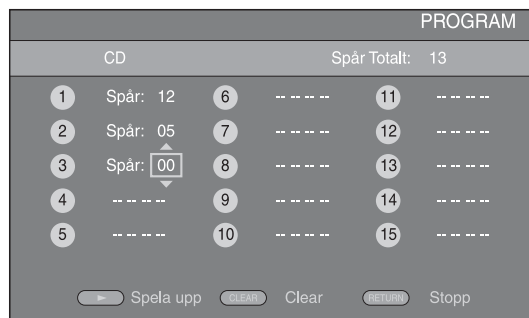 PROGRAM
CD Spår Totalt: 13
1 Spår: 12 6 -- -- -- -- 11 -- -- -- --
2 Spår: 05 7 -- -- -- -- 12 -- -- -- --
3 Spår: 00 8 -- -- -- -- 13 -- -- -- --
4 -- -- -- -- 9 -- -- -- -- 14 -- -- -- --
5 -- -- -- -- 10 -- -- -- -- 15 -- -- -- --
Spela upp CLEAR Clear RETURN Stopp